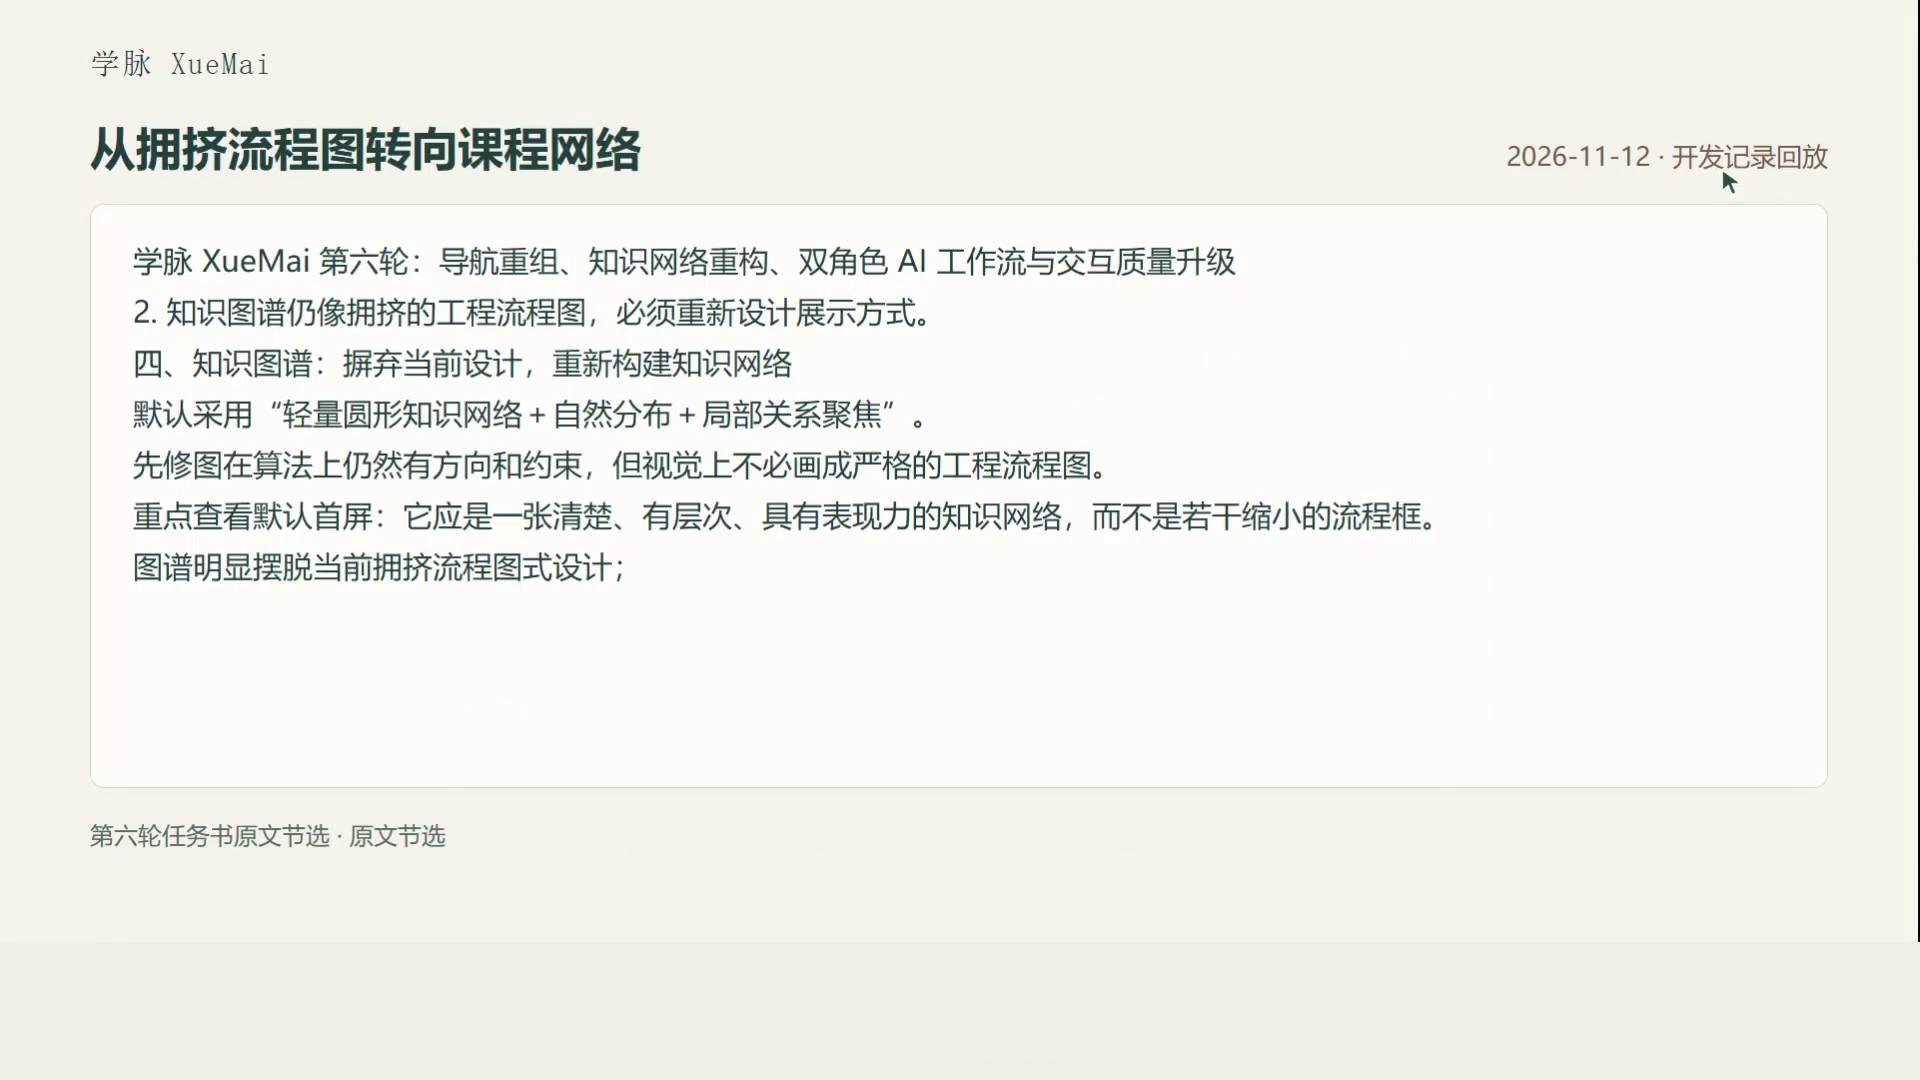 学脉 XueMai
从拥挤流程图转向课程网络
2026-11-12 · 开发记录回放
学脉 XueMai 第六轮：导航重组、知识网络重构、双角色 AI 工作流与交互质量升级
2. 知识图谱仍像拥挤的工程流程图，必须重新设计展示方式。
四、知识图谱：摒弃当前设计，重新构建知识网络
默认采用“轻量圆形知识网络＋自然分布＋局部关系聚焦”。
先修图在算法上仍然有方向和约束，但视觉上不必画成严格的工程流程图。
重点查看默认首屏：它应是一张清楚、有层次、具有表现力的知识网络，而不是若干缩小的流程框。
图谱明显摆脱当前拥挤流程图式设计；
第六轮任务书原文节选 · 原文节选